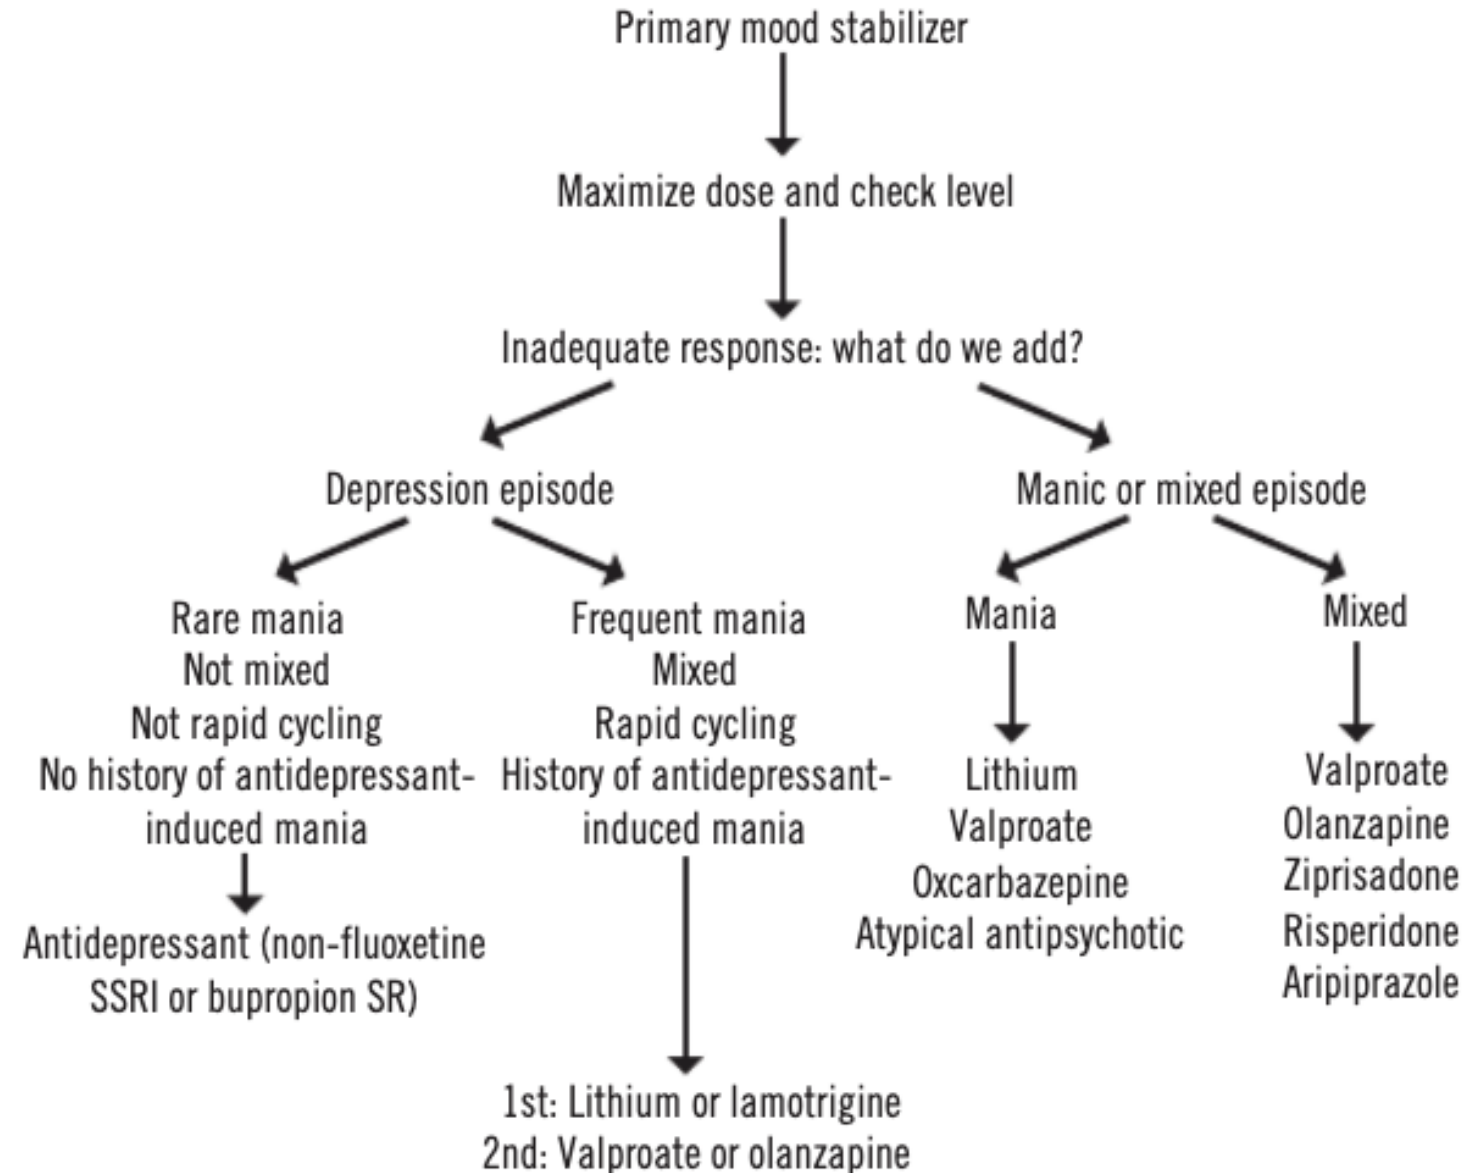 Primary mood stabilizer
Maximize dose and check level
Inadequate response: what do we add?
Depression episode
Manic or mixed episode
Rare mania
Not mixed
Not rapid cycling
No history of antidepressant-
induced mania
Antidepressant (non-fluoxetine
SSRI or bupropion SR)
Frequent mania
Mixed
Rapid cycling
History of antidepressant-
induced mania
1st: Lithium or lamotrigine
2nd: Valproate or olanzapine
Mania
Lithium
Valproate
Oxcarbazepine
Atypical antipsychotic
Mixed
Valproate
Olanzapine
Ziprisadone
Risperidone
Aripiprazole